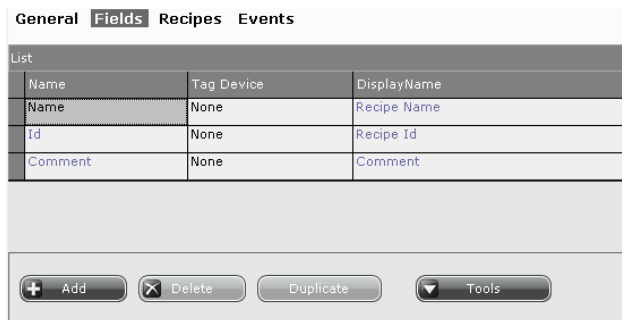 General Fields Recipes Events
List
Name Tag Device DisplayName
Name None Recipe Name
Id None Recipe Id
Comment None Comment
Add Delete Duplicate Tools